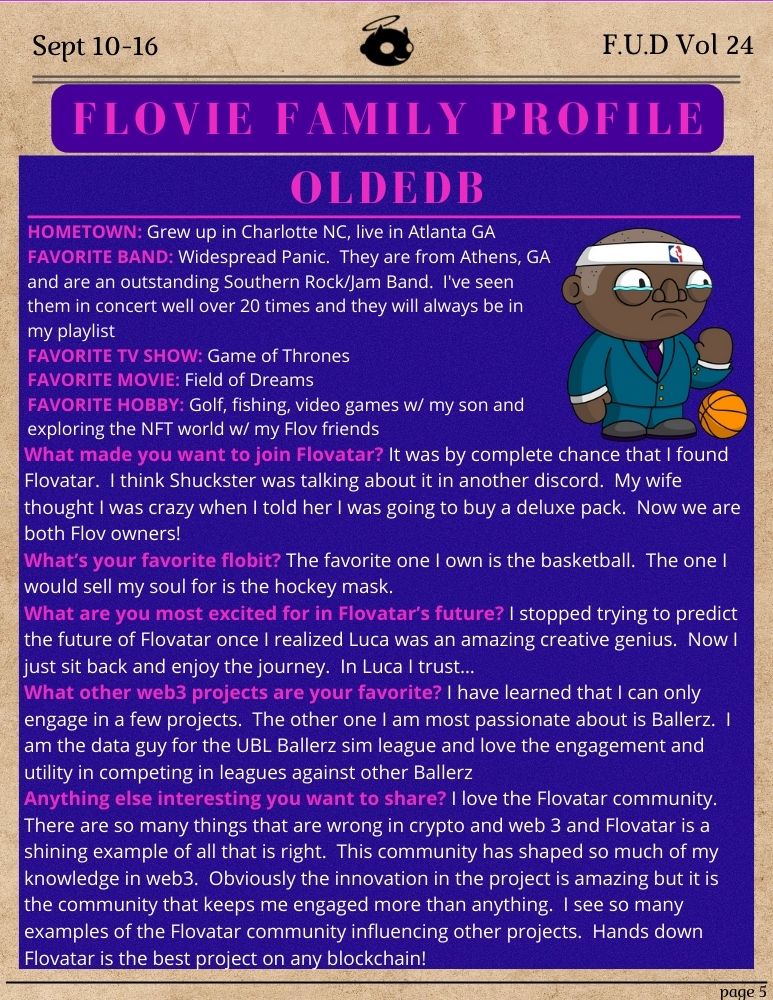 Sept 10-16
F.U.D Vol 24
FLOVIE FAMILY PROFILE
OLDEDB
HOMETOWN: Grew up in Charlotte NC, live in Atlanta GA
FAVORITE BAND: Widespread Panic.  They are from Athens, GA
and are an outstanding Southern Rock/Jam Band.  I've seen
them in concert well over 20 times and they will always be in
my playlist
FAVORITE TV SHOW: Game of Thrones
FAVORITE MOVIE: Field of Dreams
FAVORITE HOBBY: Golf, fishing, video games w/ my son and
exploring the NFT world w/ my Flov friends
What made you want to join Flovatar? It was by complete chance that I found
Flovatar.  I think Shuckster was talking about it in another discord.  My wife
thought I was crazy when I told her I was going to buy a deluxe pack.  Now we are
both Flov owners!
What's your favorite flobit? The favorite one I own is the basketball.  The one I
would sell my soul for is the hockey mask.
What are you most excited for in Flovatar's future? I stopped trying to predict
the future of Flovatar once I realized Luca was an amazing creative genius.  Now I
just sit back and enjoy the journey.  In Luca I trust...
What other web3 projects are your favorite? I have learned that I can only
engage in a few projects.  The other one I am most passionate about is Ballerz.  I
am the data guy for the UBL Ballerz sim league and love the engagement and
utility in competing in leagues against other Ballerz
Anything else interesting you want to share? I love the Flovatar community.
There are so many things that are wrong in crypto and web 3 and Flovatar is a
shining example of all that is right.  This community has shaped so much of my
knowledge in web3.  Obviously the innovation in the project is amazing but it is
the community that keeps me engaged more than anything.  I see so many
examples of the Flovatar community influencing other projects.  Hands down
Flovatar is the best project on any blockchain!
page 5